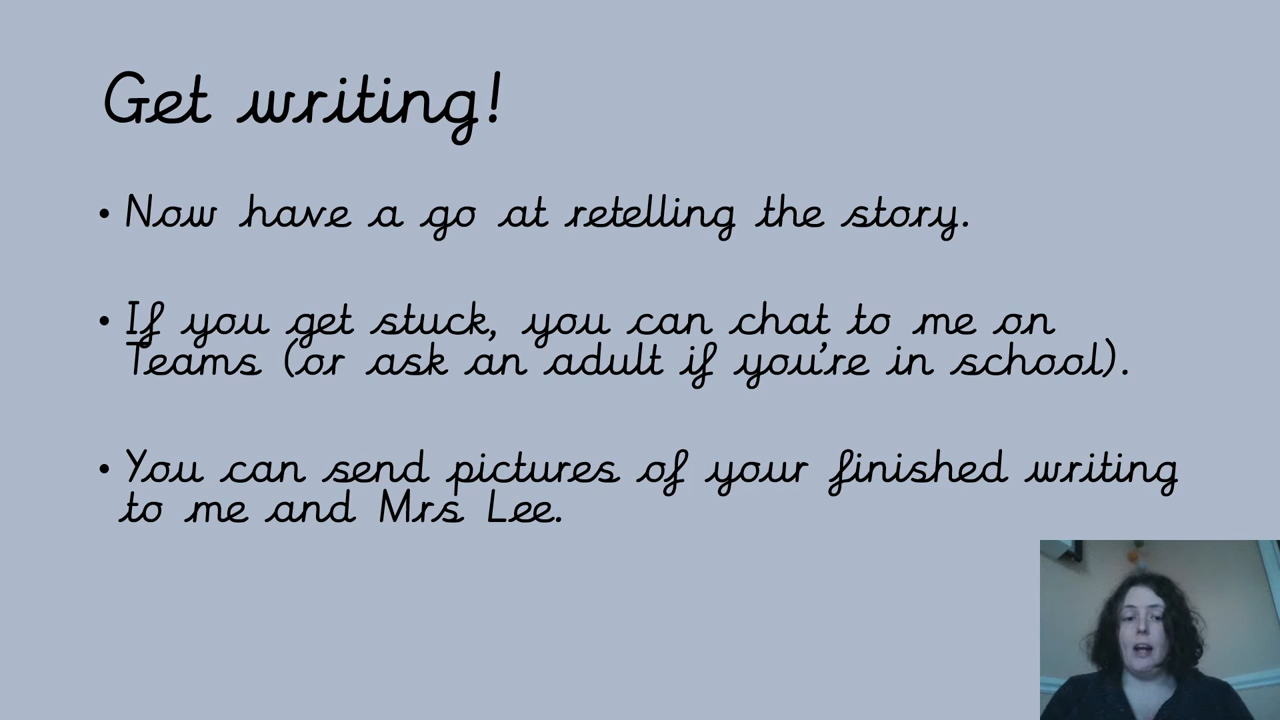 Get writing!
• Now have a go at retelling the story.
• If you get stuck, you can chat to me on
Teams (or ask an adult if you're in school).
• You can send pictures of your finished writing
to me and Mrs Lee.